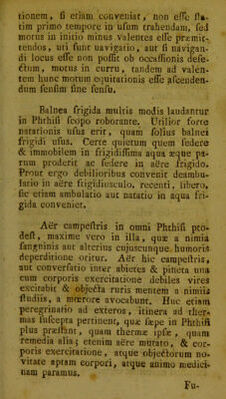 tionem, ſi etiam conveniat, non eſſe ſta-
tim primo tempore in uſum trahendam, ſed
motus in initio minus valentes eſſe præmit-
tendos, uti ſunt navigatio, aut ſi navigan-
di locus eſſe non poſſit ob occaſſionis defe-
ctum, motus in curru, tandem ad valen-
tem hunc motum equitationis eſſe aſcenden-
dum ſenſim ſine ſenſu.
Balnea frigida multis modis laudantur
in Phthiſi ſcopo roborante. Utilior forte
natationis uſus erit, quam ſolius balnei
frigidi uſus. Certe quietum quem ſedere
& immobilem in frigidiſſima aqua æque pa-
rum proderit ac ſedere in aëre frigido.
Prout ergo debilioribus convenit deambu-
latio in aëre frigidiuſculo, recenti, libero,
ſic etiam ambulatio aut natatio in aqua fri-
gida conveniet.
Aër campeſtris in omni Phthiſi pro-
deſt, maxime vero in illa, quæ a nimia
ſangninis aut alterius cujuscunque humoris
deperditione oritur. Aër hic campeſtris,
aut converſatio inter abietes & pineta una
cum corporis exercitatione debiles vires
excitabit & objecta ruris mentem a nimiis
ſtudiis, a mœrore avocabunt. Huc etiam
peregrinatio ad exteros, itinera ad ther-
mas ſuſcepta pertinent, quæ ſæpe in Phthiſi
plus præſtant, quam thermæ ipſæ, quam
remedia alia; etenim aëre mutato, & cor-
poris exercitatione, atque objectorum no-
vitate aptam corpori, atque animo medici-
nam paramus.
Fu-